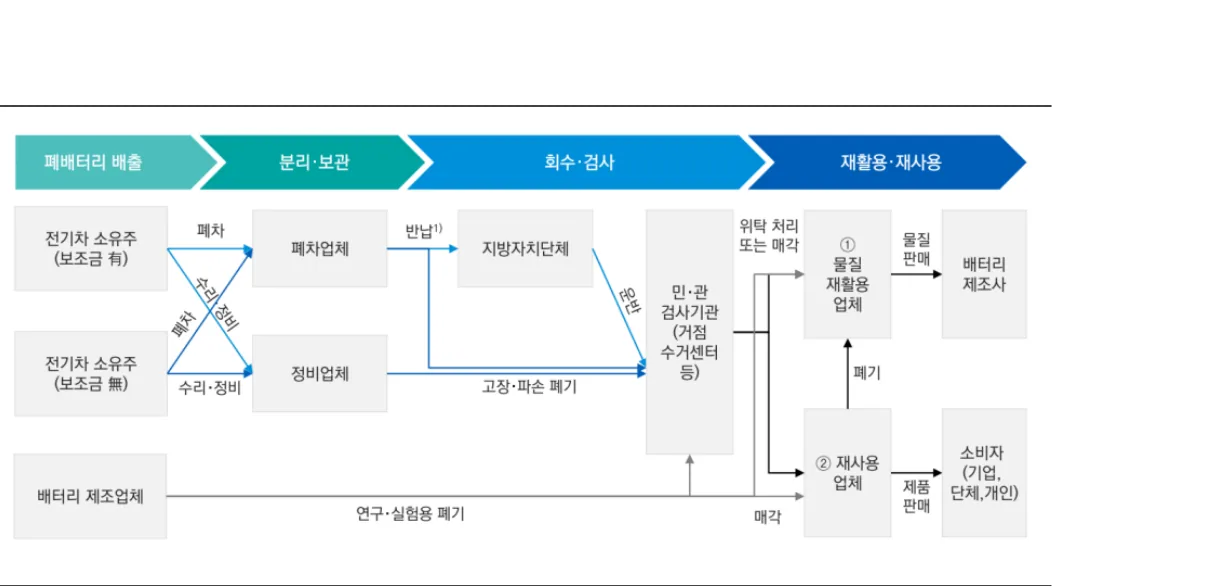 폐배터리 배출
분리·보관
회수·검사
재활용·재사용
전기차 소유주
(보조금 有)
폐차
수리·정비
폐차
전기차 소유주
(보조금 無)
수리·정비
폐차업체
정비업체
반납1)
지방자치단체
운반
고장·파손 폐기
민·관
검사기관
(거점
수거센터
등)
위탁 처리
또는 매각
①
물질
재활용
업체
물질
판매
배터리
제조사
폐기
② 재사용
업체
제품
판매
소비자
(기업,
단체,개인)
배터리 제조업체
연구·실험용 폐기
매각